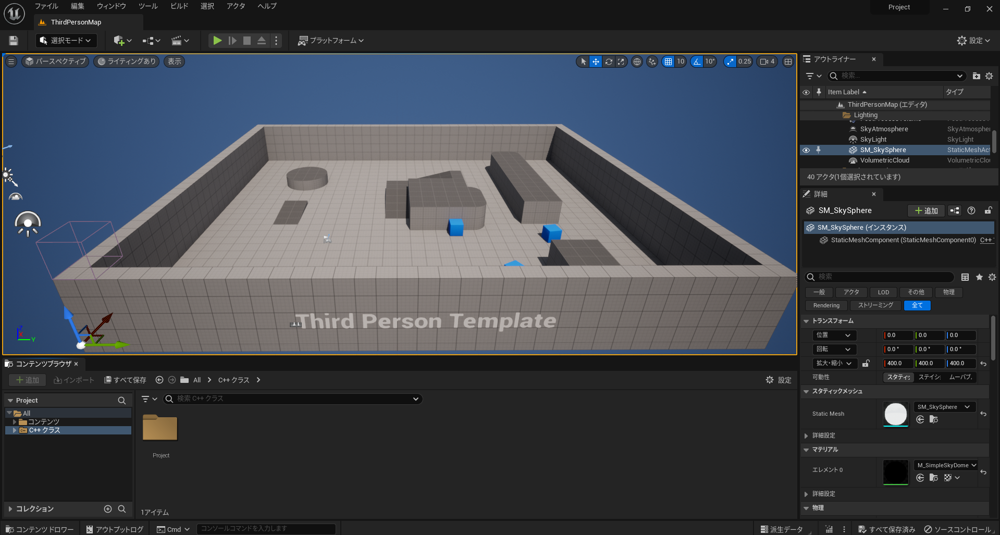 ファイル 編集 ウィンドウ ツール ビルド 選択 アクタ ヘルプ
Project
ThirdPersonMap
選択モード
プラットフォーム
設定
パースペクティブ
ライティングあり
表示
10
10°
0.25
4
Third Person Template
Z
X
Y
アウトライナー
検索...
Item Label
タイプ
ThirdPersonMap (エディタ)
Lighting
SkyAtmosphere SkyAtmospher
SkyLight SkyLight
SM_SkySphere StaticMeshAct
VolumetricCloud VolumetricClou
40 アクタ(1個選択されています)
詳細
SM_SkySphere
追加
SM_SkySphere (インスタンス)
StaticMeshComponent (StaticMeshComponent0) C++
検索
一般 アクタ LOD その他 物理
Rendering ストリーミング 全て
トランスフォーム
位置 0.0 0.0 0.0
回転 0.0° 0.0° 0.0°
拡大・縮小 400.0 400.0 400.0
可動性 スタティッ ステイシ ムーバブ
スタティックメッシュ
Static Mesh SM_SkySphere
詳細設定
マテリアル
エレメント 0 M_SimpleSkyDome
詳細設定
物理
コンテンツブラウザ
追加 インポート すべて保存 All C++ クラス 設定
Project
All
コンテンツ
C++ クラス
コレクション
検索 C++ クラス
Project
1アイテム
コンテンツ ドロワー
アウトプットログ
Cmd
コンソールコマンドを入力します
派生データ
すべて保存済み
ソースコントロール